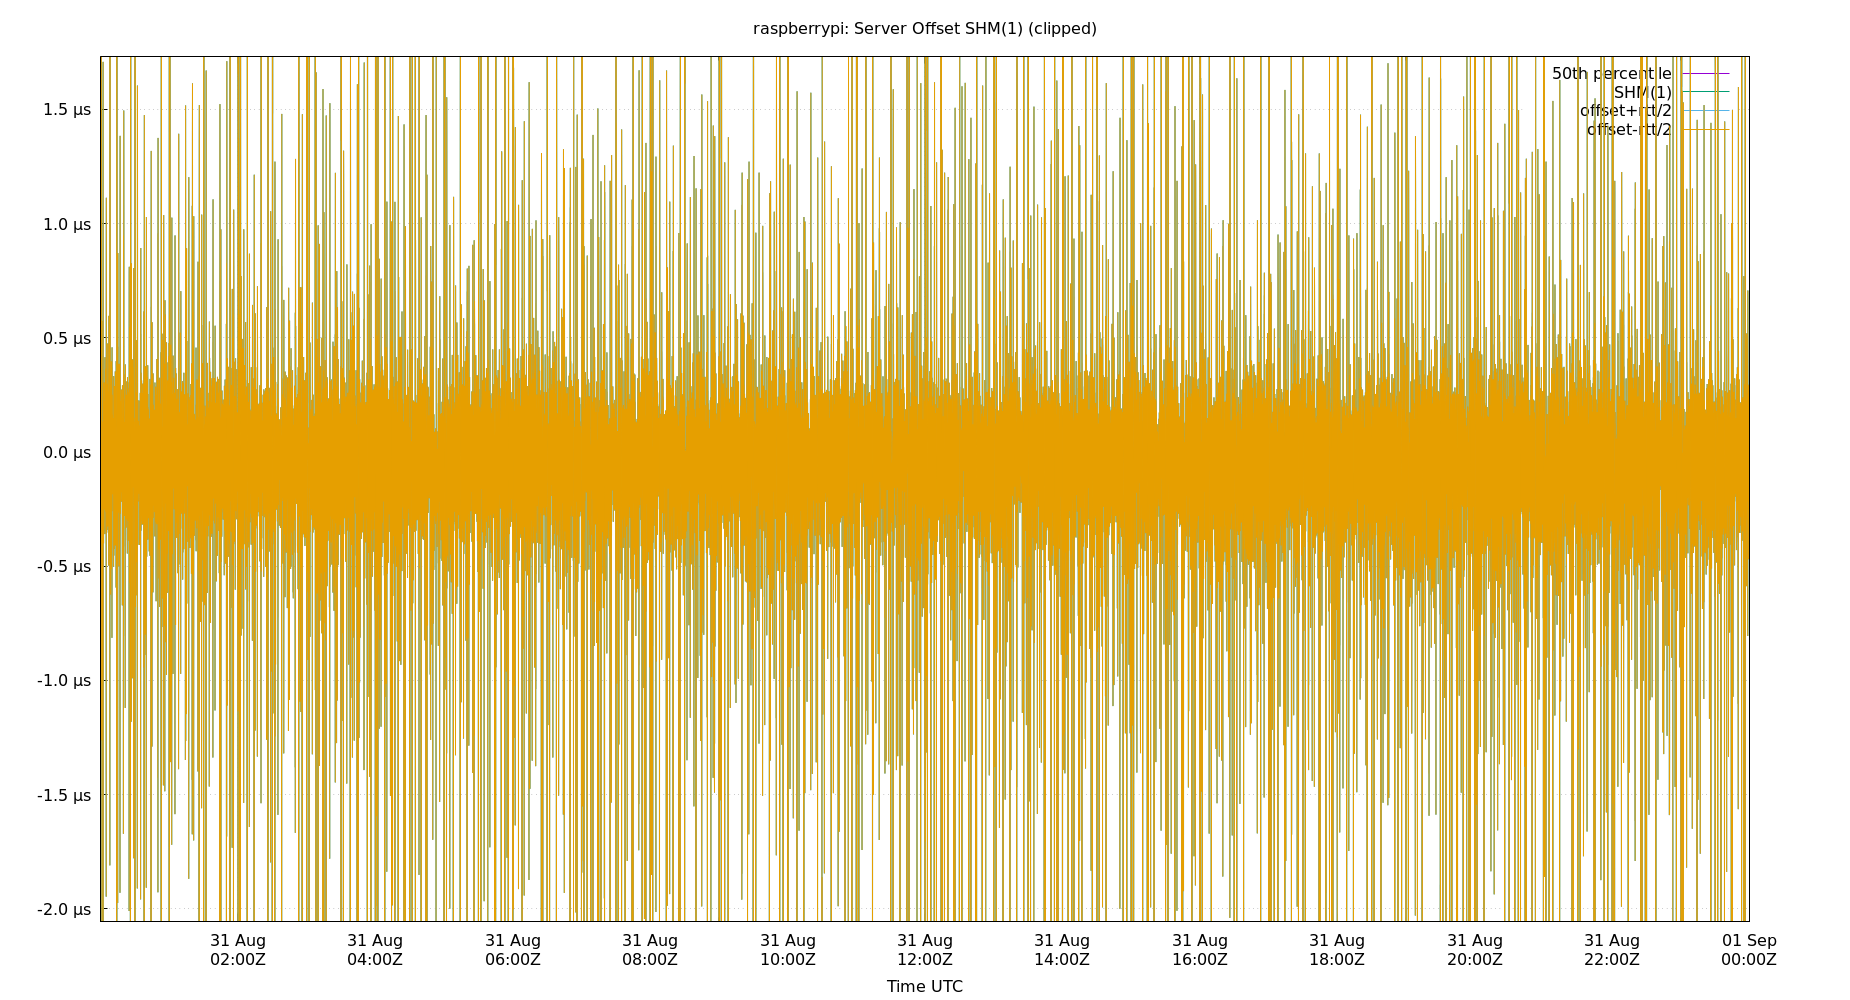 raspberrypi: Server Offset SHM(1) (clipped)
50th percentile
SHM(1)
offset+rtt/2
offset-rtt/2
1.5 µs
1.0 µs
0.5 µs
0.0 µs
-0.5 µs
-1.0 µs
-1.5 µs
-2.0 µs
31 Aug 31 Aug 31 Aug 31 Aug 31 Aug 31 Aug 31 Aug 31 Aug 31 Aug 31 Aug 31 Aug 01 Sep
02:00Z 04:00Z 06:00Z 08:00Z 10:00Z 12:00Z 14:00Z 16:00Z 18:00Z 20:00Z 22:00Z 00:00Z
Time UTC